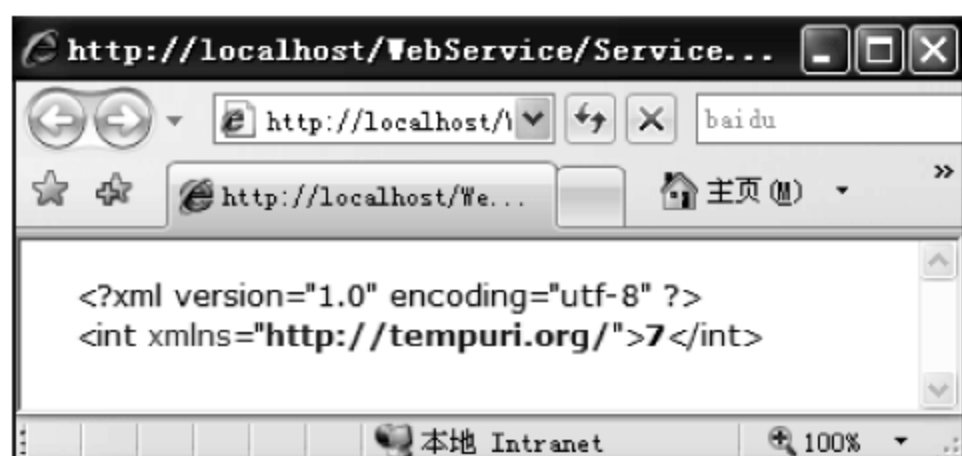 http://localhost/WebService/Service...
http://localhost/\ baidu
http://localhost/We... 主页(M) »
<?xml version="1.0" encoding="utf-8" ?>
<int xmlns="http://tempuri.org/">7</int>
本地 Intranet 100%